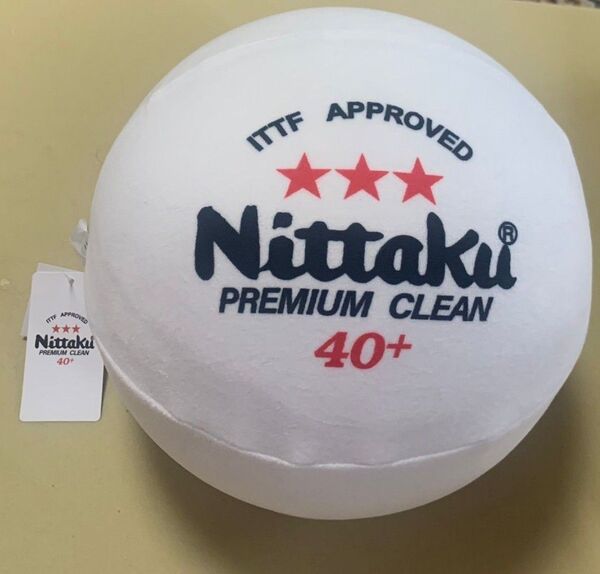 ITTF APPROVED
★★★
Nittaku®
PREMIUM CLEAN
40+
ITTF APPROVED
★★★
Nittaku
PREMIUM CLEAN
40+